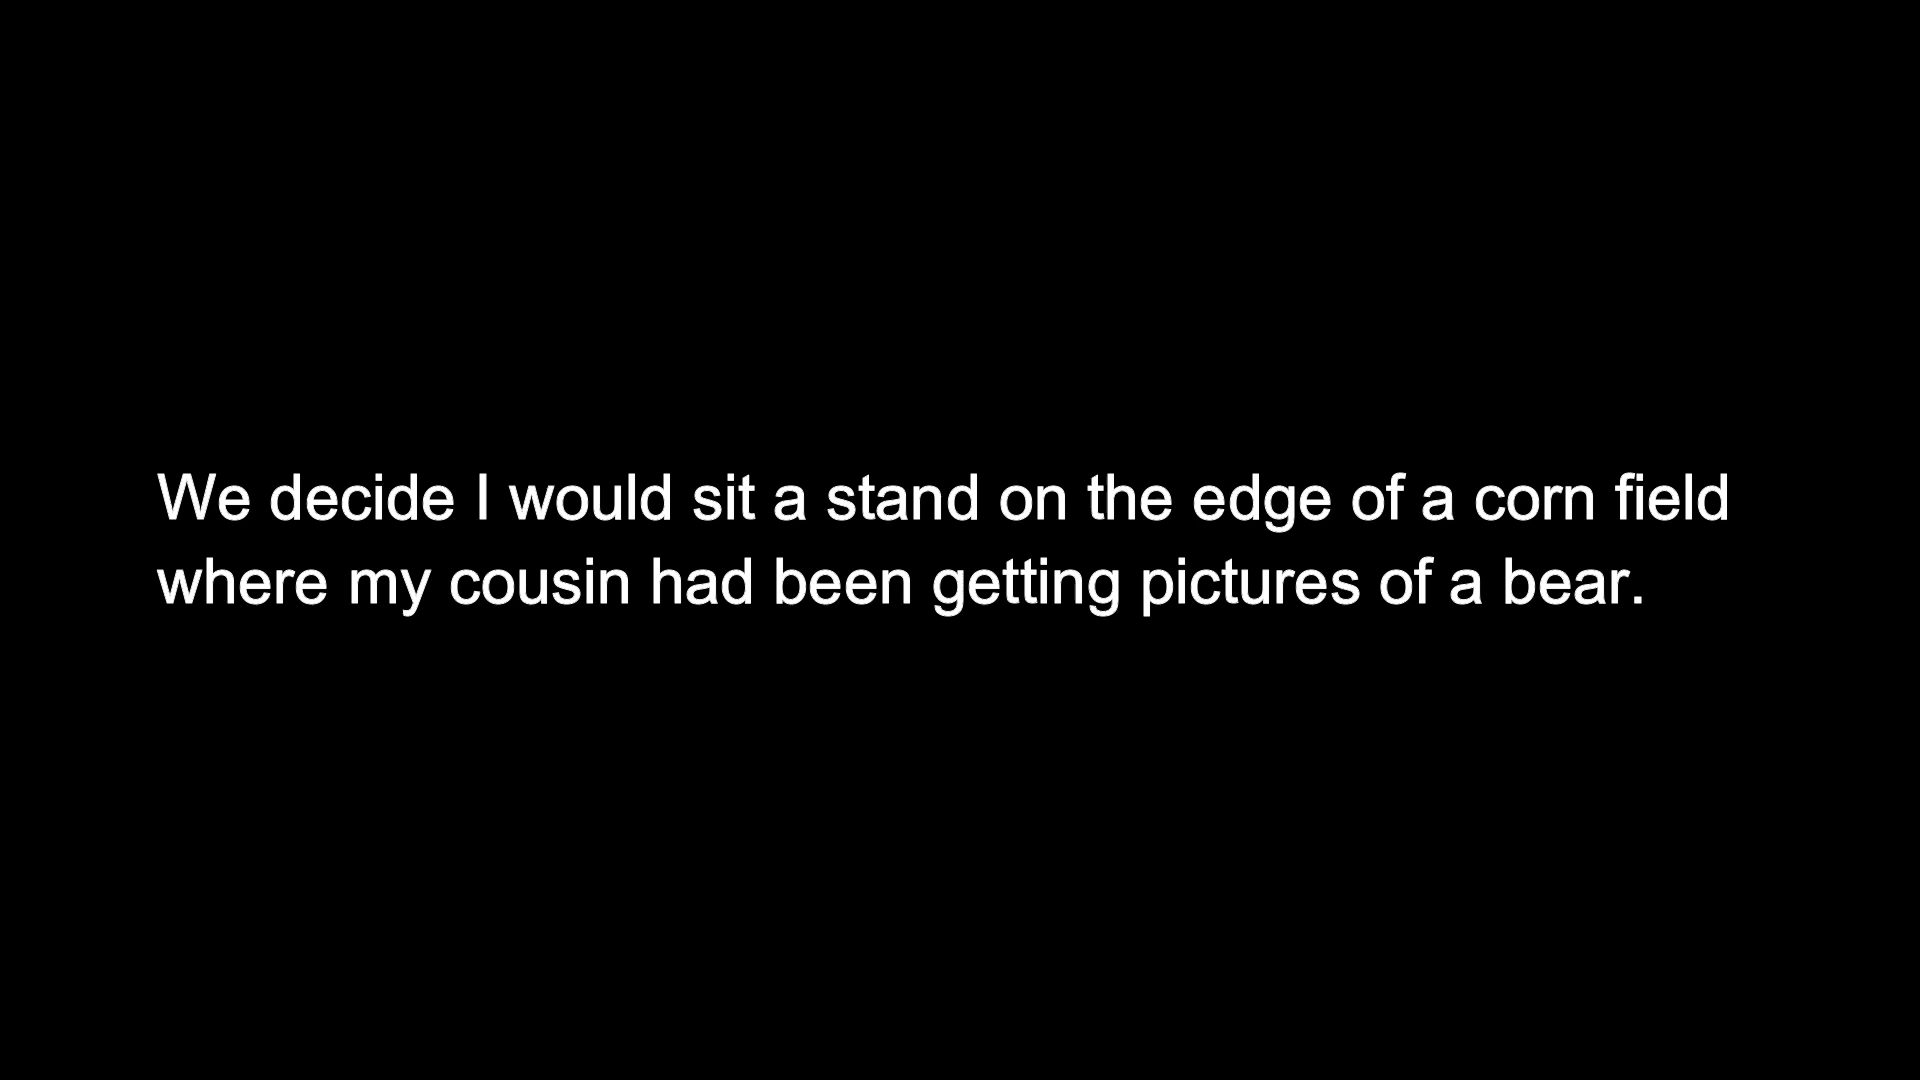 We decide I would sit a stand on the edge of a corn field
where my cousin had been getting pictures of a bear.